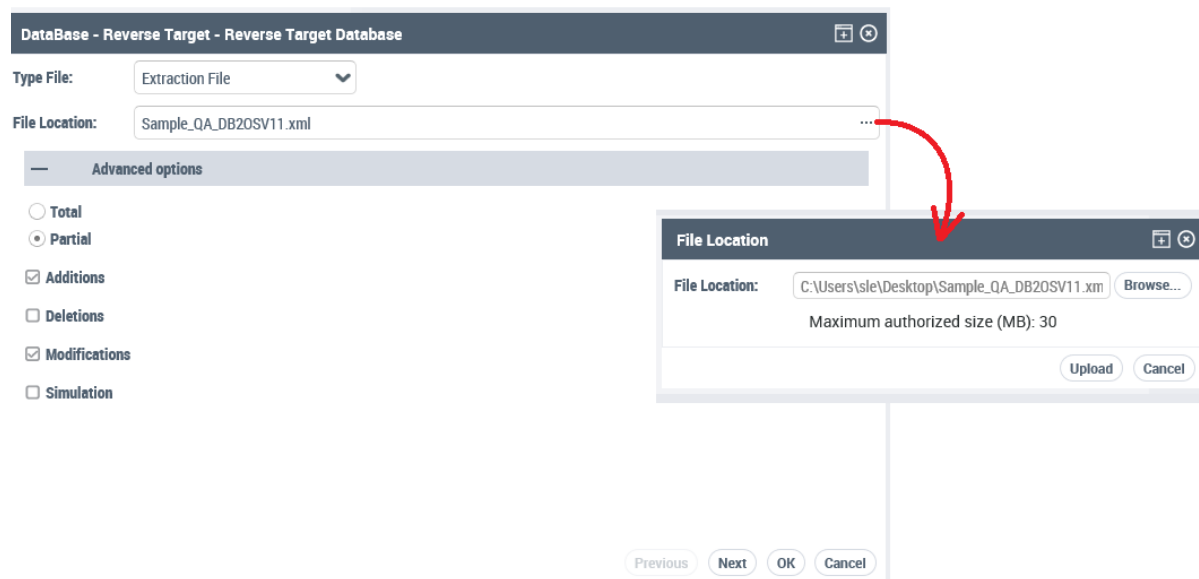 DataBase - Reverse Target - Reverse Target Database
Type File: Extraction File
File Location: Sample_QA_DB2OSV11.xml ...
Advanced options
Total
Partial
Additions
Deletions
Modifications
Simulation
Previous Next OK Cancel
File Location
File Location: C:\Users\sle\Desktop\Sample_QA_DB2OSV11.xm Browse...
Maximum authorized size (MB): 30
Upload Cancel